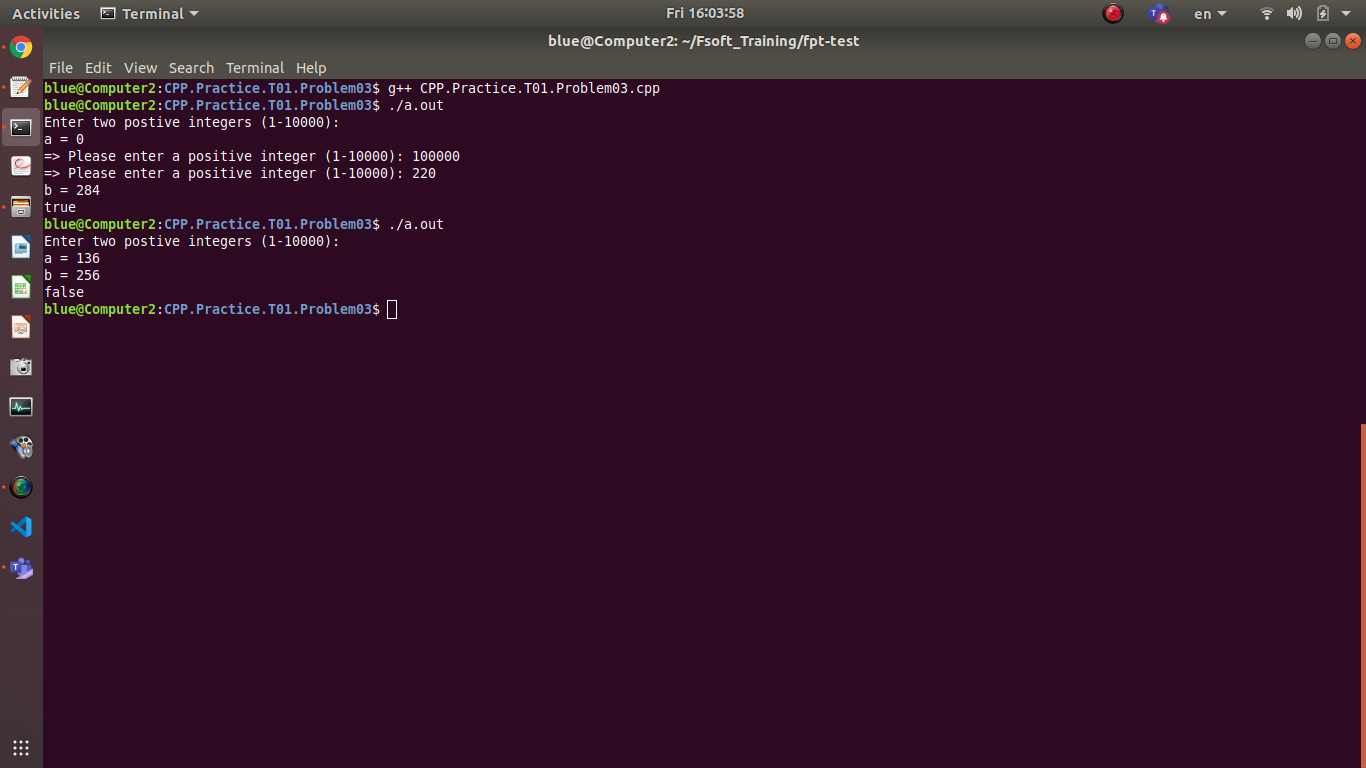 Activities Terminal Fri 16:03:58 en
blue@Computer2: ~/Fsoft_Training/fpt-test
File Edit View Search Terminal Help
blue@Computer2:CPP.Practice.T01.Problem03$ g++ CPP.Practice.T01.Problem03.cpp
blue@Computer2:CPP.Practice.T01.Problem03$ ./a.out
Enter two postive integers (1-10000):
a = 0
=> Please enter a positive integer (1-10000): 100000
=> Please enter a positive integer (1-10000): 220
b = 284
true
blue@Computer2:CPP.Practice.T01.Problem03$ ./a.out
Enter two postive integers (1-10000):
a = 136
b = 256
false
blue@Computer2:CPP.Practice.T01.Problem03$